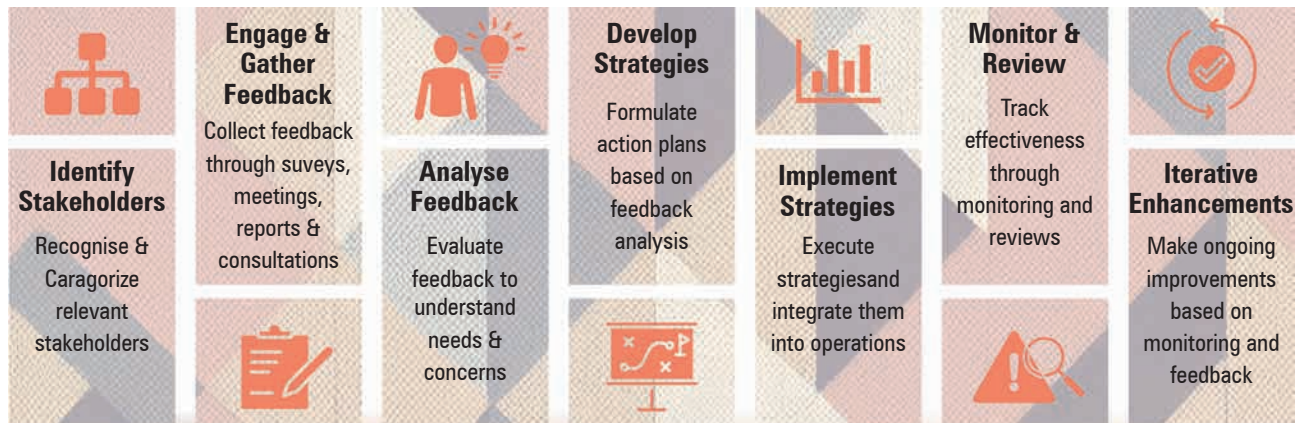 Identify
Stakeholders
Recognise &
Caragorize
relevant
stakeholders
Engage &
Gather
Feedback
Collect feedback
through suveys,
meetings,
reports &
consultations
Analyse
Feedback
Evaluate
feedback to
understand
needs &
concerns
Develop
Strategies
Formulate
action plans
based on
feedback
analysis
Implement
Strategies
Execute
strategiesand
integrate them
into operations
Monitor &
Review
Track
effectiveness
through
monitoring and
reviews
Iterative
Enhancements
Make ongoing
improvements
based on
monitoring and
feedback